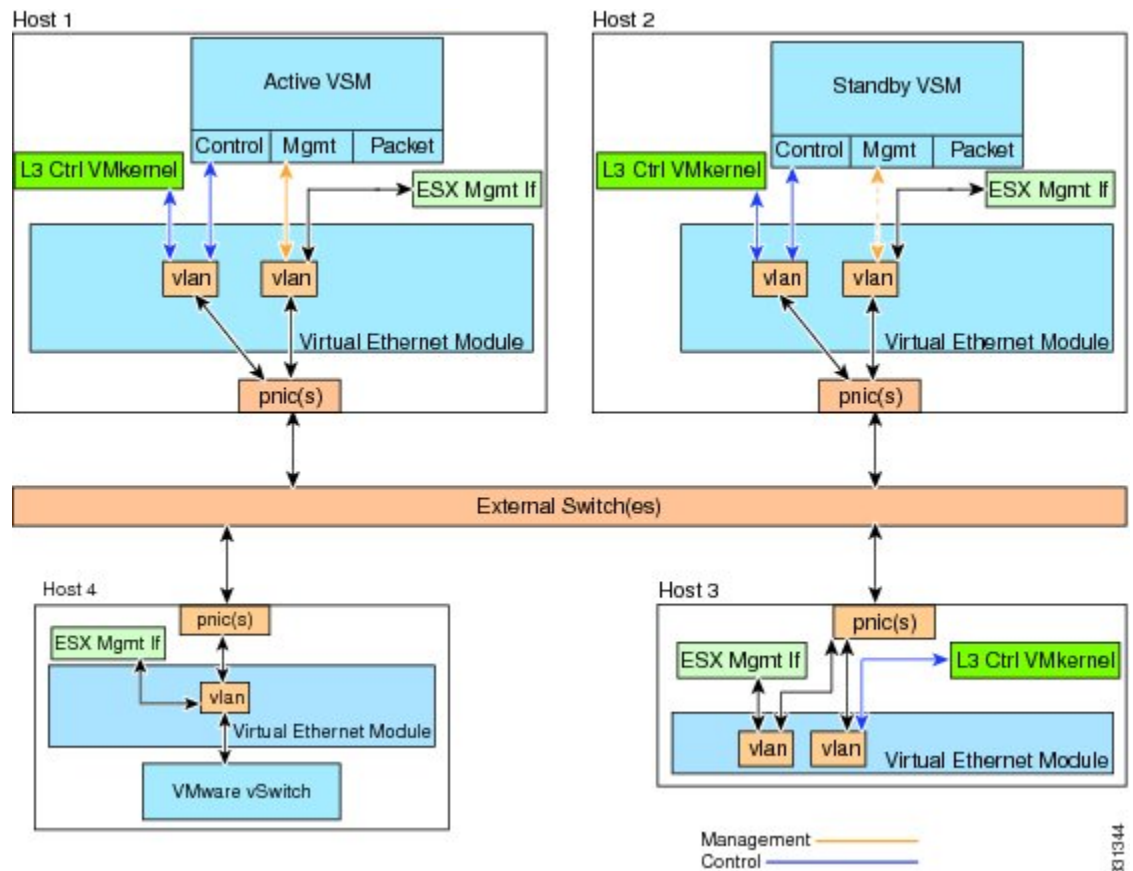 Host 1
Host 2
Active VSM
Control
Mgmt
Packet
L3 Ctrl VMkernel
ESX Mgmt If
vlan
vlan
Virtual Ethernet Module
pnic(s)
Standby VSM
Control
Mgmt
Packet
L3 Ctrl VMkernel
ESX Mgmt If
vlan
vlan
Virtual Ethernet Module
pnic(s)
External Switch(es)
Host 4
pnic(s)
ESX Mgmt If
vlan
Virtual Ethernet Module
VMware vSwitch
Host 3
pnic(s)
ESX Mgmt If
L3 Ctrl VMkernel
vlan
vlan
Virtual Ethernet Module
Management
Control
331344